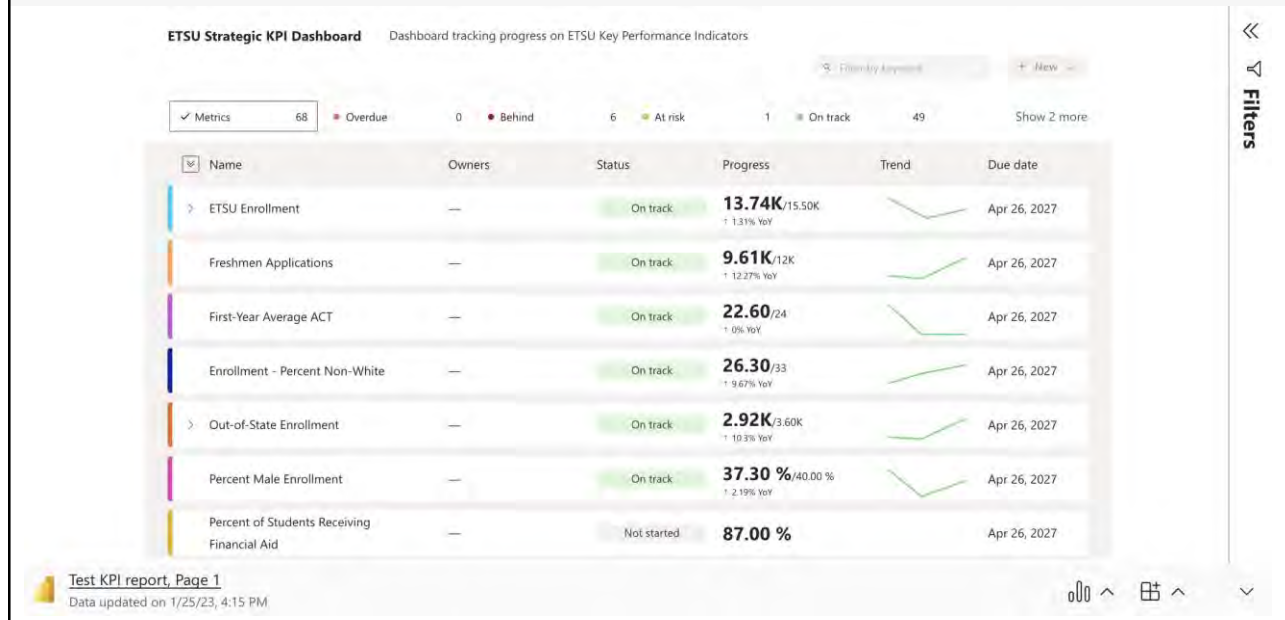 ETSU Strategic KPI Dashboard Dashboard tracking progress on ETSU Key Performance Indicators
Filter by keyword + New
Metrics 68 Overdue 0 Behind 6 At risk 1 On track 49 Show 2 more
Name Owners Status Progress Trend Due date
ETSU Enrollment — On track 13.74K/15.50K Apr 26, 2027
↑ 1.31% YoY
Freshmen Applications — On track 9.61K/12K Apr 26, 2027
↑ 12.27% YoY
First-Year Average ACT — On track 22.60/24 Apr 26, 2027
↑ 0% YoY
Enrollment - Percent Non-White — On track 26.30/33 Apr 26, 2027
↑ 9.67% YoY
Out-of-State Enrollment — On track 2.92K/3.60K Apr 26, 2027
↑ 10.3% YoY
Percent Male Enrollment — On track 37.30 %/40.00 % Apr 26, 2027
↑ 2.19% YoY
Percent of Students Receiving
Financial Aid — Not started 87.00 % Apr 26, 2027
Filters
Test KPI report, Page 1
Data updated on 1/25/23, 4:15 PM